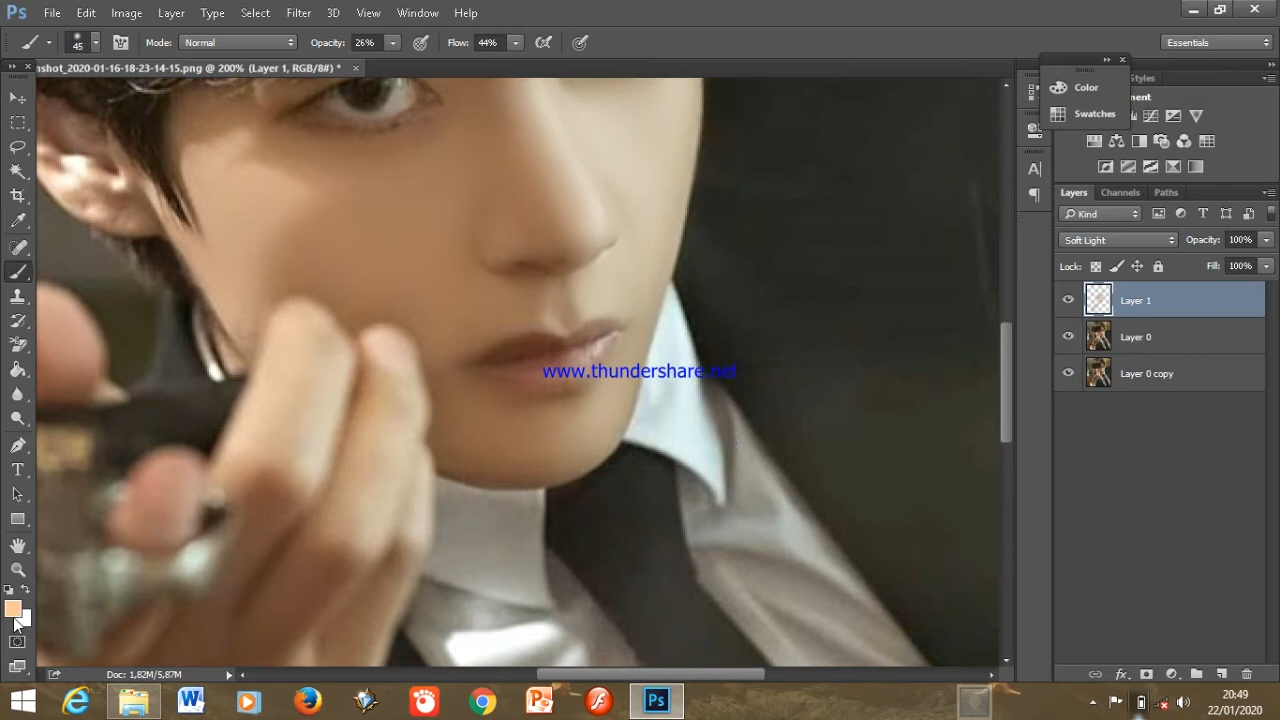 Ps File Edit Image Layer Type Select Filter 3D View Window Help
45 Mode: Normal Opacity: 26% Flow: 44% Essentials
hshot_2020-01-16-18-23-14-15.png @ 200% (Layer 1, RGB/8#) * ×
Styles
Color
Swatches
Layers Channels Paths
Kind
Soft Light Opacity: 100%
Lock: Fill: 100%
Layer 1
Layer 0
Layer 0 copy
www.thundershare.net
Doc: 1,82M/5,87M
20:49
22/01/2020